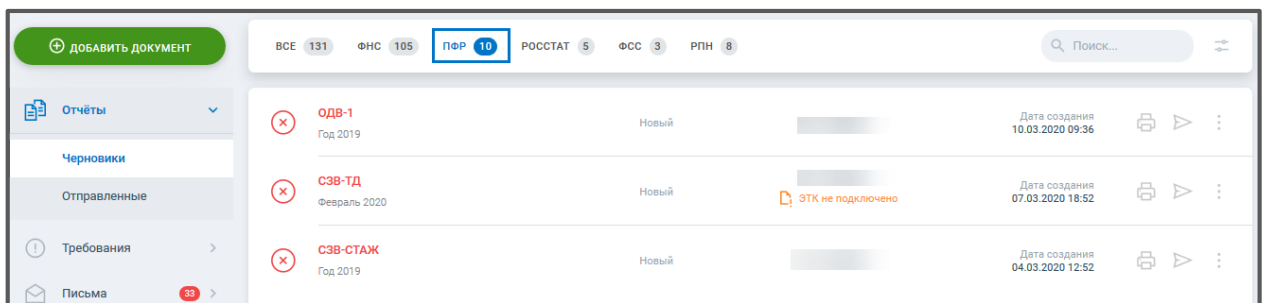 ДОБАВИТЬ ДОКУМЕНТ
ВСЕ 131 ФНС 105 ПФР 10 РОССТАТ 5 ФСС 3 РПН 8
Поиск...
Отчёты
Черновики
Отправленные
Требования
Письма 33
ОДВ-1
Год 2019
Новый
Дата создания
10.03.2020 09:36
СЗВ-ТД
Февраль 2020
Новый
ЭТК не подключено
Дата создания
07.03.2020 18:52
СЗВ-СТАЖ
Год 2019
Новый
Дата создания
04.03.2020 12:52